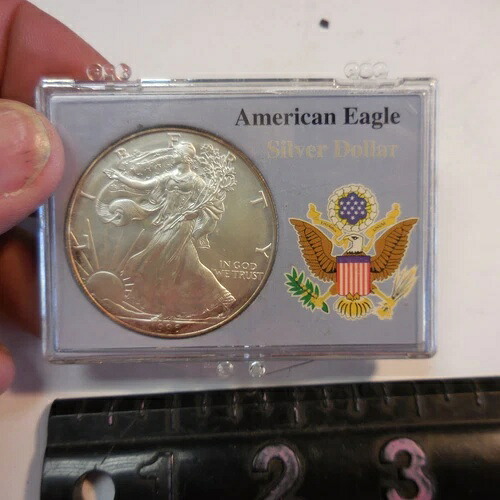 American Eagle
Silver Dollar
LIBERTY
IN GOD
WE TRUST
1 2 3